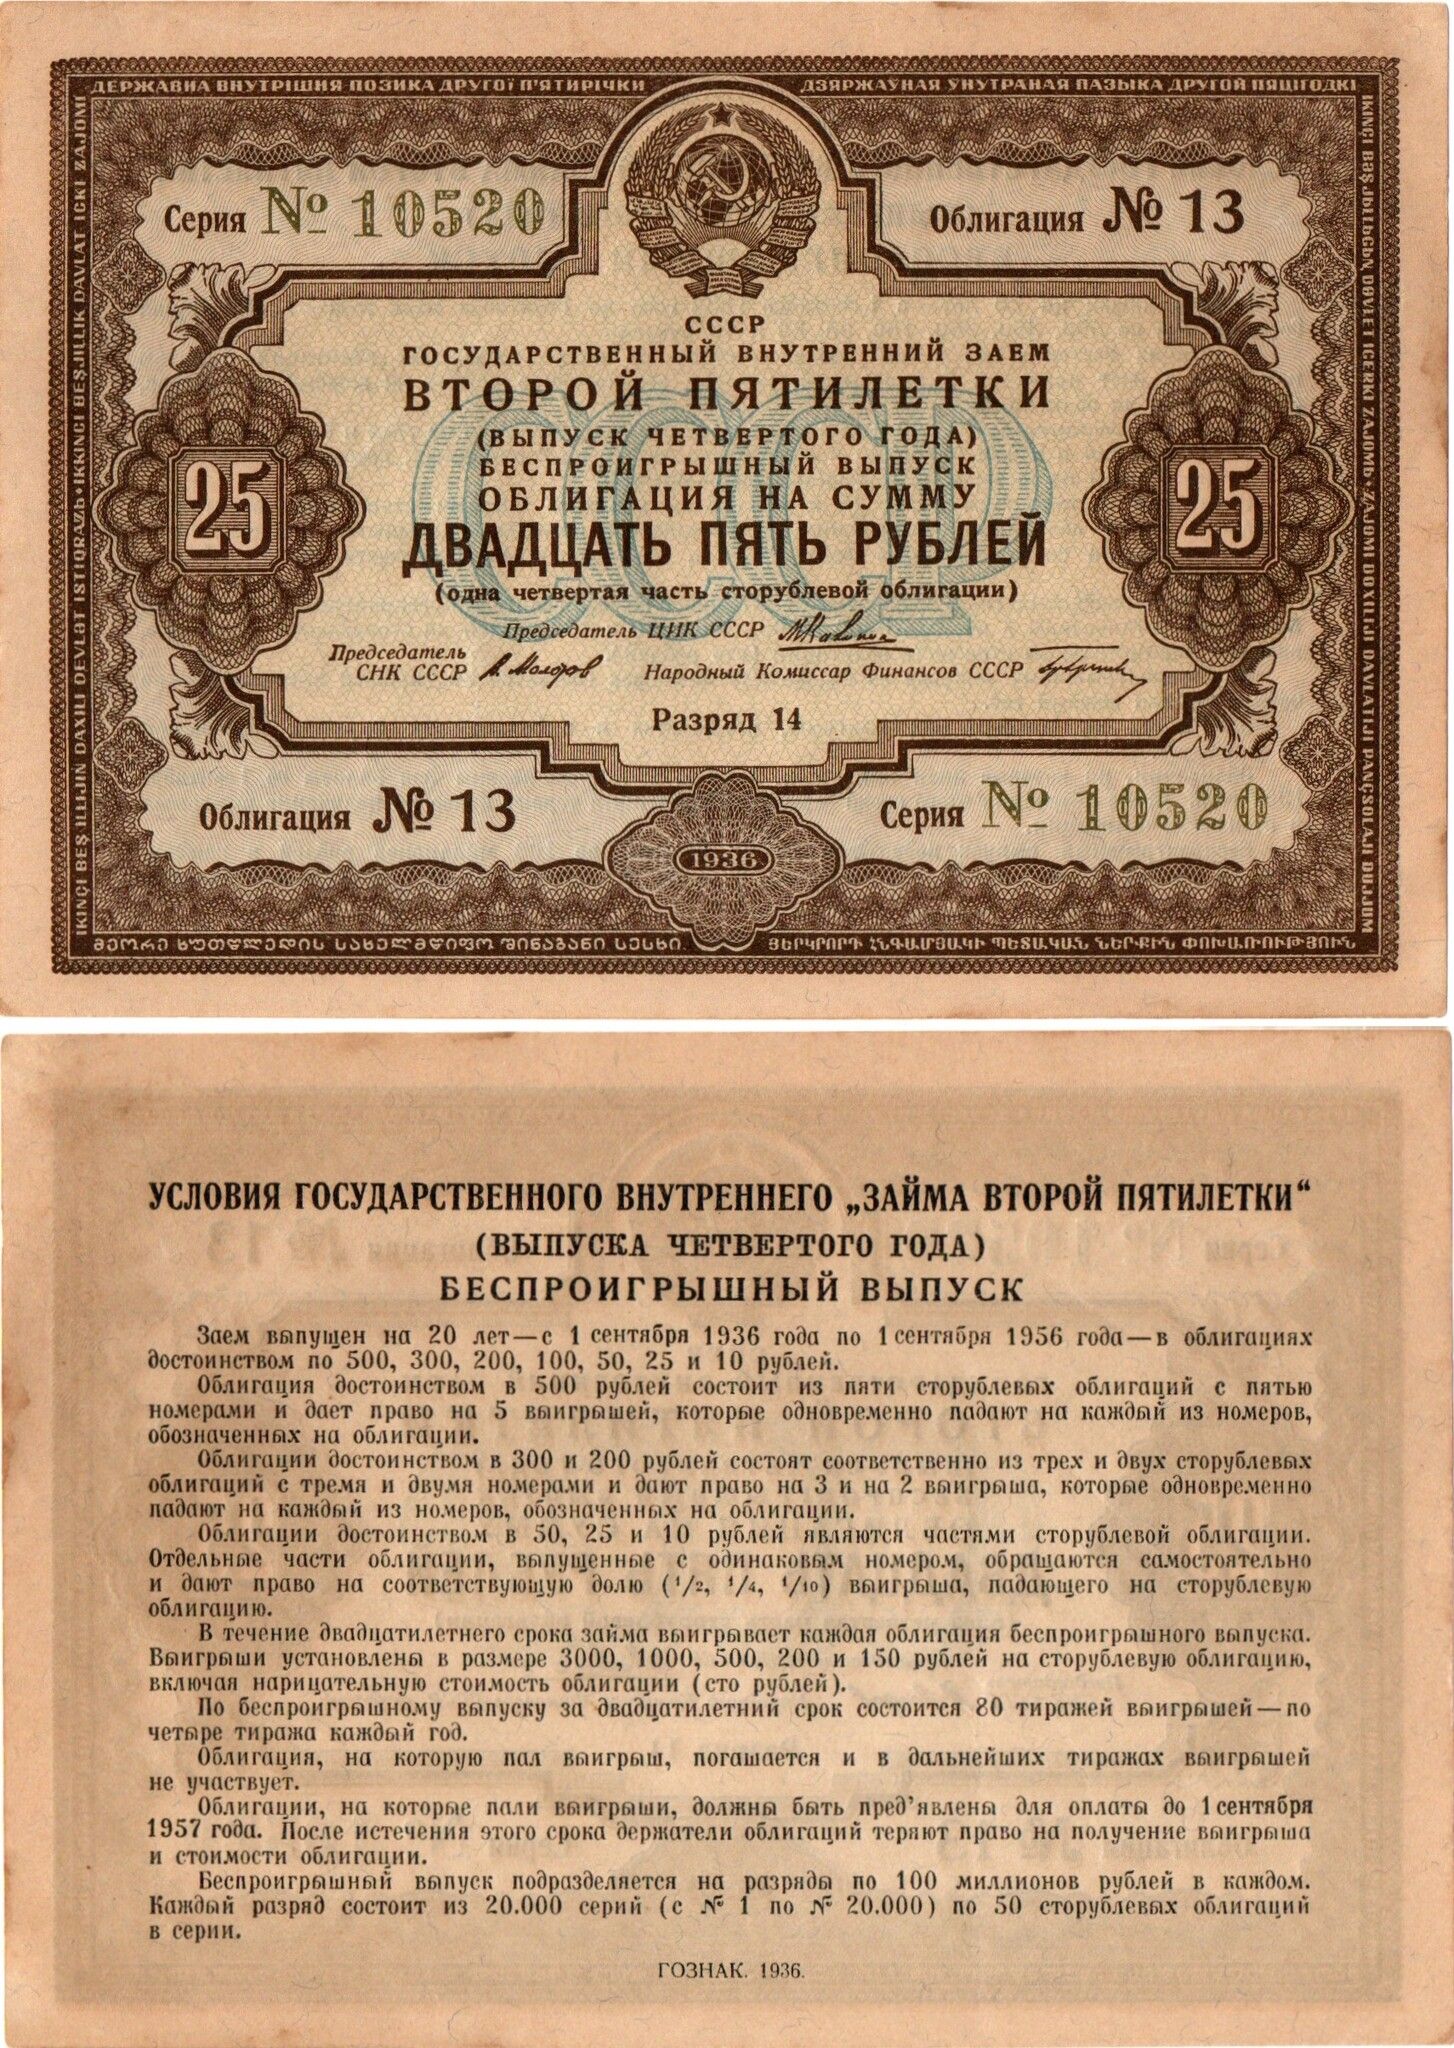 ДЕРЖАВНА ВНУТРІШНЯ ПОЗИКА ДРУГОЇ П'ЯТИРІЧКИ
ДЗЯРЖАЎНАЯ УНУТРАНАЯ ПАЗЫКА ДРУГОЙ ПЯЦІГОДКІ
Серия № 10520
Облигация № 13
СССР
ГОСУДАРСТВЕННЫЙ ВНУТРЕННИЙ ЗАЕМ
ВТОРОЙ ПЯТИЛЕТКИ
(ВЫПУСК ЧЕТВЕРТОГО ГОДА)
БЕСПРОИГРЫШНЫЙ ВЫПУСК
ОБЛИГАЦИЯ НА СУММУ
ДВАДЦАТЬ ПЯТЬ РУБЛЕЙ
(одна четвертая часть сторублевой облигации)
25
25
СССР
Председатель ЦИК СССР
Председатель
СНК СССР
Народный Комиссар Финансов СССР
Разряд 14
Облигация № 13
Серия № 10520
1936
ՅԵՐԿՐՈՐԴ ՀՆԳԱՄՅԱԿԻ ՊԵՏԱԿԱՆ ՆԵՐՔԻՆ ՓՈԽԱՌՈՒԹՅՈՒՆ
მეორე ხუთწლედის სახელმწიფო შინაგანი სესხი
УСЛОВИЯ ГОСУДАРСТВЕННОГО ВНУТРЕННЕГО „ЗАЙМА ВТОРОЙ ПЯТИЛЕТКИ“
(ВЫПУСКА ЧЕТВЕРТОГО ГОДА)
БЕСПРОИГРЫШНЫЙ ВЫПУСК
Заем выпущен на 20 лет—с 1 сентября 1936 года по 1 сентября 1956 года—в облигациях
достоинством по 500, 300, 200, 100, 50, 25 и 10 рублей.
Облигация достоинством в 500 рублей состоит из пяти сторублевых облигаций с пятью
номерами и дает право на 5 выигрышей, которые одновременно падают на каждый из номеров,
обозначенных на облигации.
Облигации достоинством в 300 и 200 рублей состоят соответственно из трех и двух сторублевых
облигаций с тремя и двумя номерами и дают право на 3 и на 2 выигрыша, которые одновременно
падают на каждый из номеров, обозначенных на облигации.
Облигации достоинством в 50, 25 и 10 рублей являются частями сторублевой облигации.
Отдельные части облигации, выпущенные с одинаковым номером, обращаются самостоятельно
и дают право на соответствующую долю (1/2, 1/4, 1/10) выигрыша, падающего на сторублевую
облигацию.
В течение двадцатилетнего срока займа выигрывает каждая облигация беспроигрышного выпуска.
Выигрыши установлены в размере 3000, 1000, 500, 200 и 150 рублей на сторублевую облигацию,
включая нарицательную стоимость облигации (сто рублей).
По беспроигрышному выпуску за двадцатилетний срок состоится 80 тиражей выигрышей—по
четыре тиража каждый год.
Облигация, на которую пал выигрыш, погашается и в дальнейших тиражах выигрышей
не участвует.
Облигации, на которые пали выигрыши, должны быть пред'явлены для оплаты до 1 сентября
1957 года. После истечения этого срока держатели облигаций теряют право на получение выигрыша
и стоимости облигации.
Беспроигрышный выпуск подразделяется на разряды по 100 миллионов рублей в каждом.
Каждый разряд состоит из 20.000 серий (с № 1 по № 20.000) по 50 сторублевых облигаций
в серии.
ГОЗНАК. 1936.